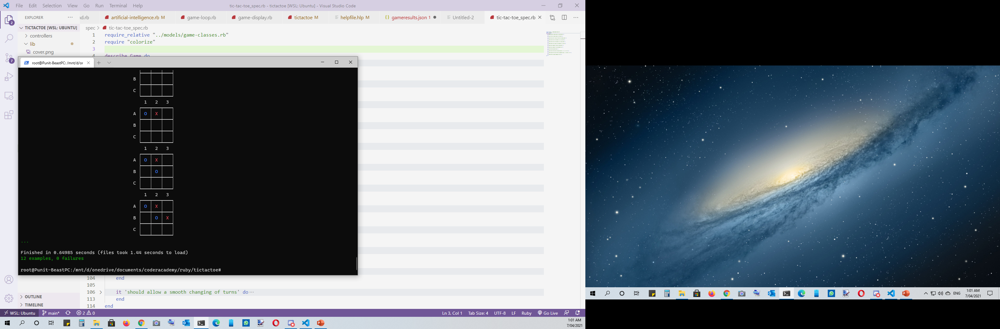 File Edit Selection View Go Run Terminal Help
tic-tac-toe_spec.rb - tictactoe [WSL: Ubuntu] - Visual Studio Code
EXPLORER
nd.rb artificial-intelligence.rb M game-loop.rb game-display.rb tictactoe M helpfile.hlp M gameresults.json 1 Untitled-2 tic-tac-toe_spec.rb
TICTACTOE [WSL: UBUNTU]
controllers
lib
cover.png
spec > tic-tac-toe_spec.rb
1 require_relative "../models/game-classes.rb"
2 require "colorize"
3
4 describe Game do
root@Punit-BeastPC: /mnt/d/or
B
C
1 2 3
A O X
B
C
1 2 3
A O X
B O
C
1 2 3
A O X
B O X
C
...
Finished in 0.64985 seconds (files took 1.44 seconds to load)
12 examples, 0 failures
root@Punit-BeastPC:/mnt/d/onedrive/documents/coderacademy/ruby/tictactoe#
104 end
105
106 it 'should allow a smooth changing of turns' do ...
113 end
114 end
OUTLINE
TIMELINE
2
7
WSL: Ubuntu main* 2 0
Ln 3, Col 1 Tab Size: 4 UTF-8 LF Ruby Go Live
1:01 AM
7/04/2021
ENG
1:01 AM
7/04/2021